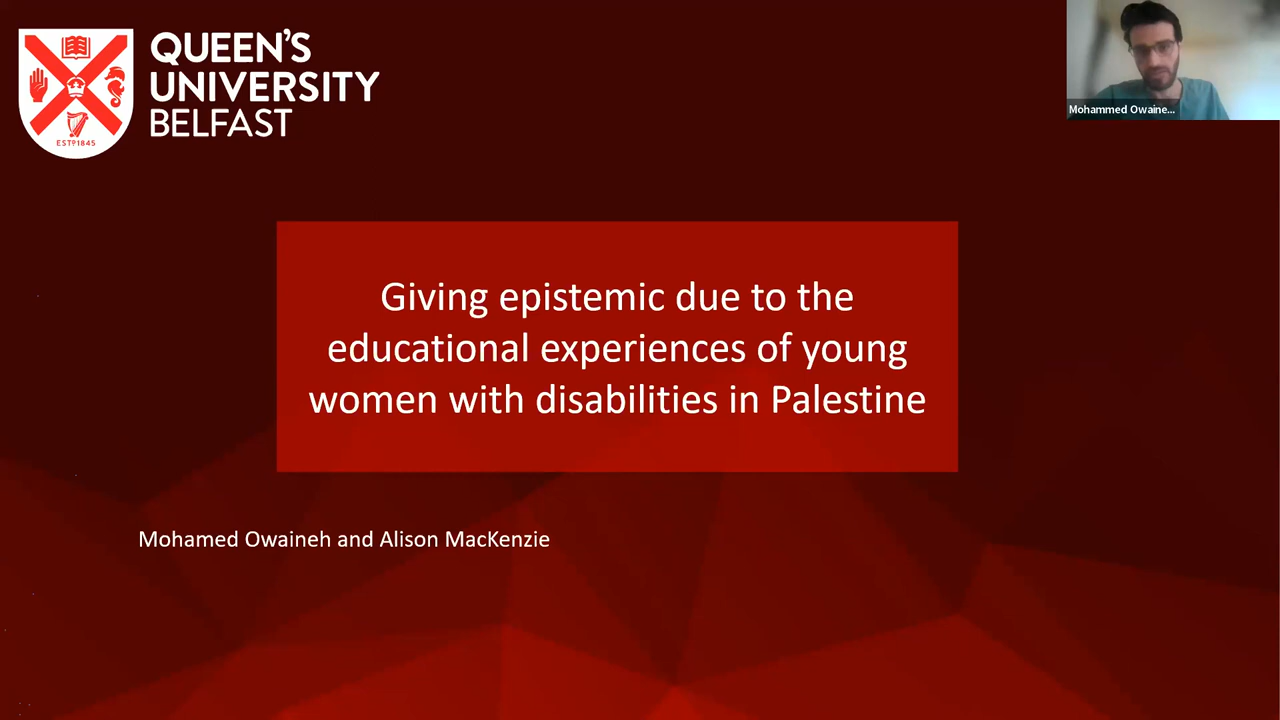 QUEEN'S
UNIVERSITY
BELFAST
ESTD 1845
Mohammed Owaine...
Giving epistemic due to the
educational experiences of young
women with disabilities in Palestine
Mohamed Owaineh and Alison MacKenzie